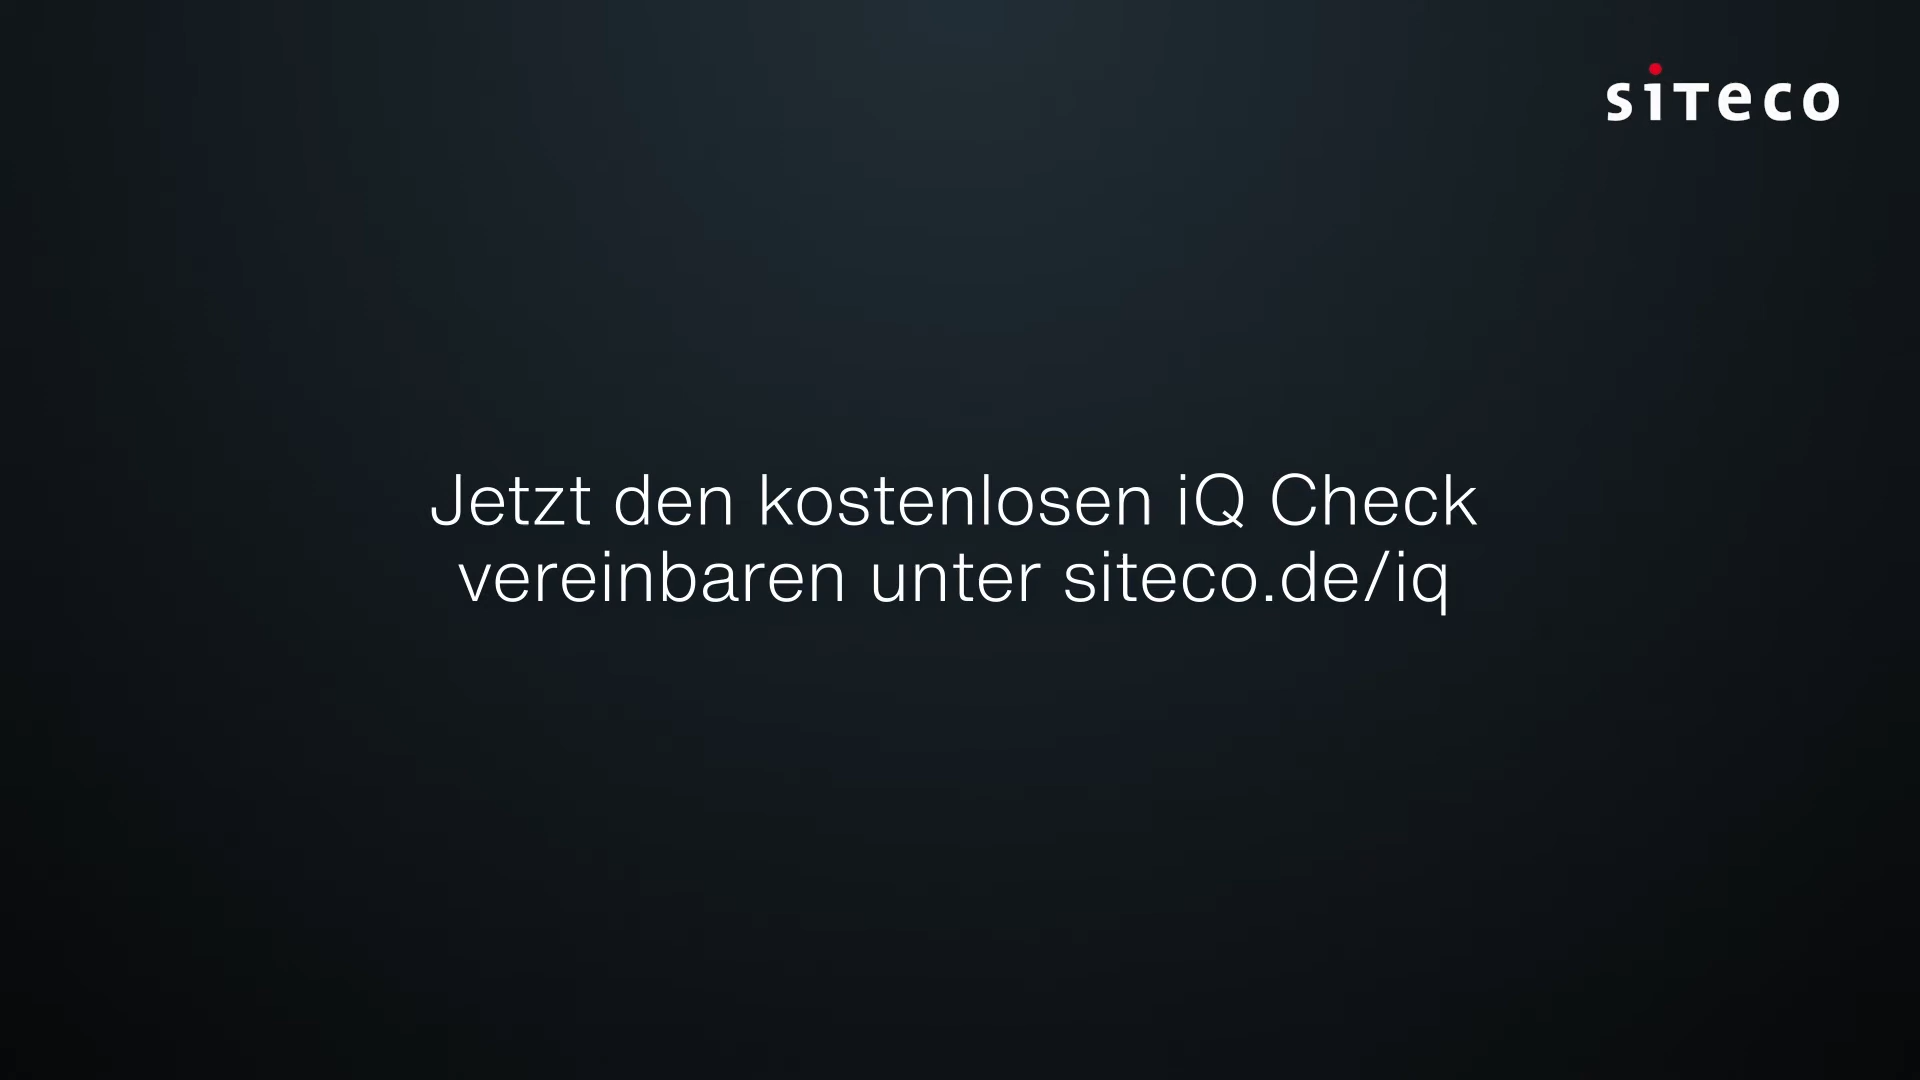 siteco
Jetzt den kostenlosen iQ Check
vereinbaren unter siteco.de/iq